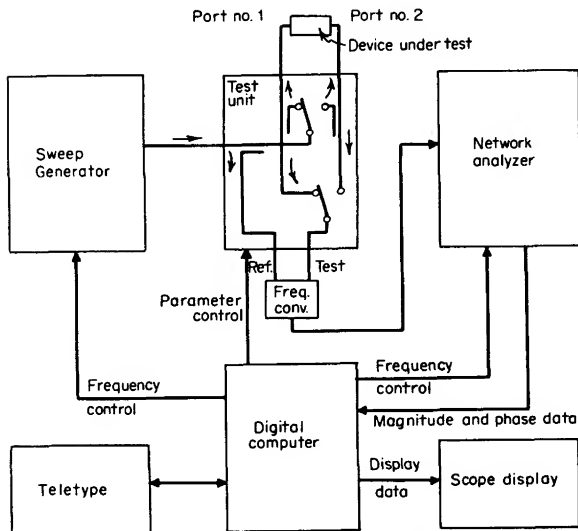 Port no. 1
Port no. 2
Device under test
Test
unit
Sweep
Generator
Network
analyzer
Ref.
Test
Freq.
conv.
Parameter
control
Frequency
control
Frequency
control
Digital
computer
Magnitude and phase data
Teletype
Display
data
Scope display